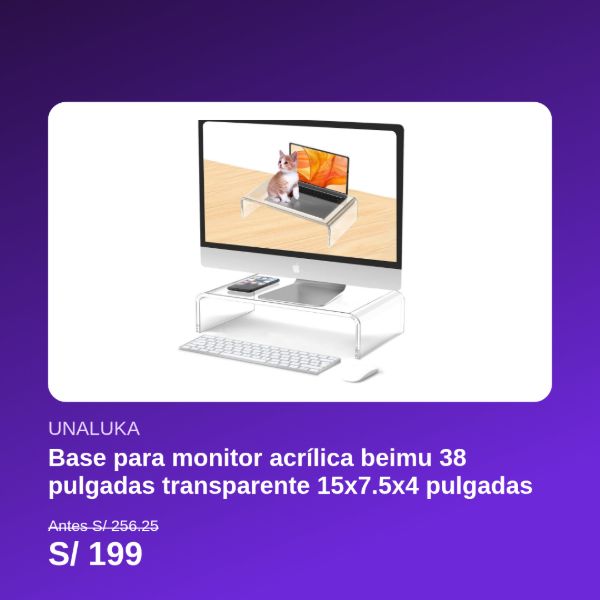 UNALUKA
Base para monitor acrílica beimu 38
pulgadas transparente 15x7.5x4 pulgadas
Antes S/ 256.25
S/ 199